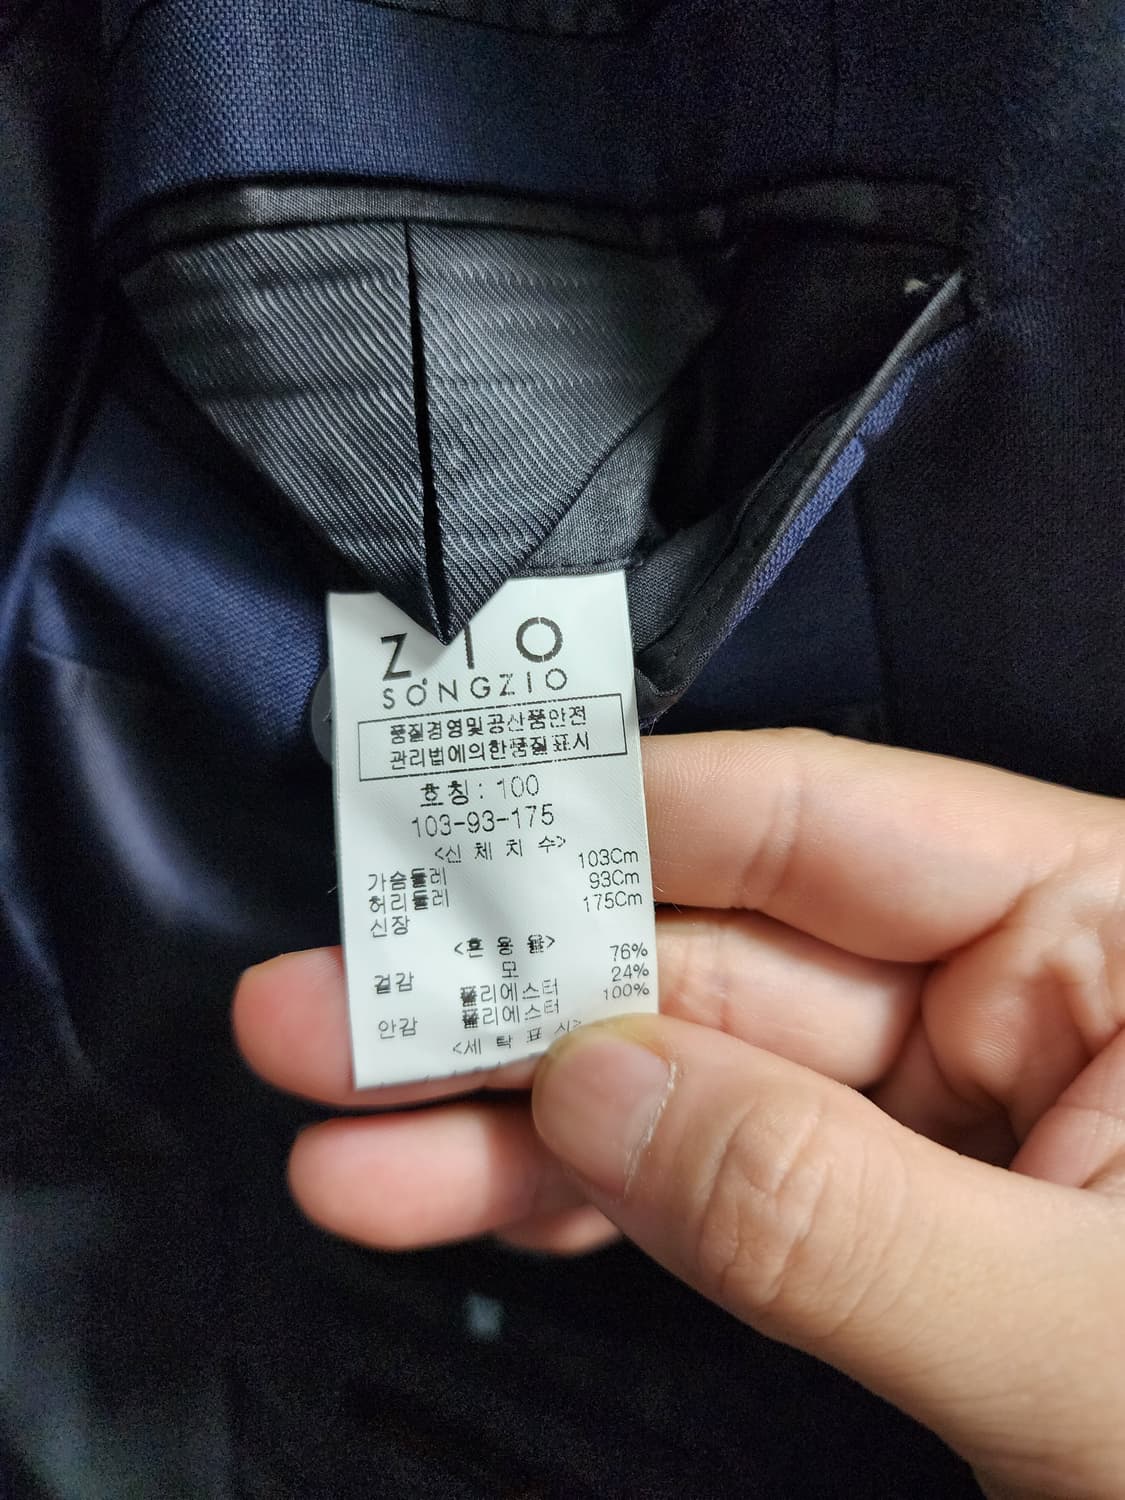 ZIO
SONGZIO
품질경영및공산품안전
관리법에의한품질표시
호칭 : 100
103-93-175
<신 체 치 수>
가슴둘레 103Cm
허리둘레 93Cm
신장 175Cm
<혼 용 율>
겉감 모 76%
폴리에스터 24%
안감 폴리에스터 100%
<세 탁 표 시>